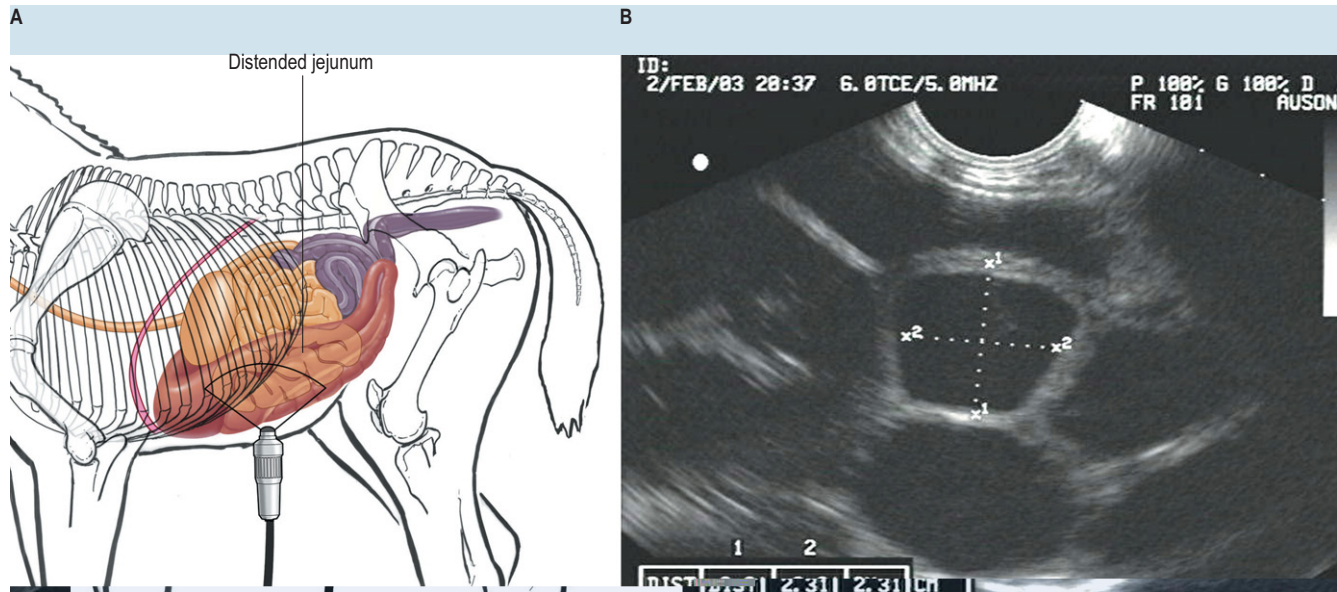 A
B
Distended jejunum
ID:
2/FEB/03 20:37 6.0TCE/5.0MHZ
P 100% G 100% D
FR 101 AUSON
x1
x2
x2
x1
1 2
DIST 2.31 2.31 CM